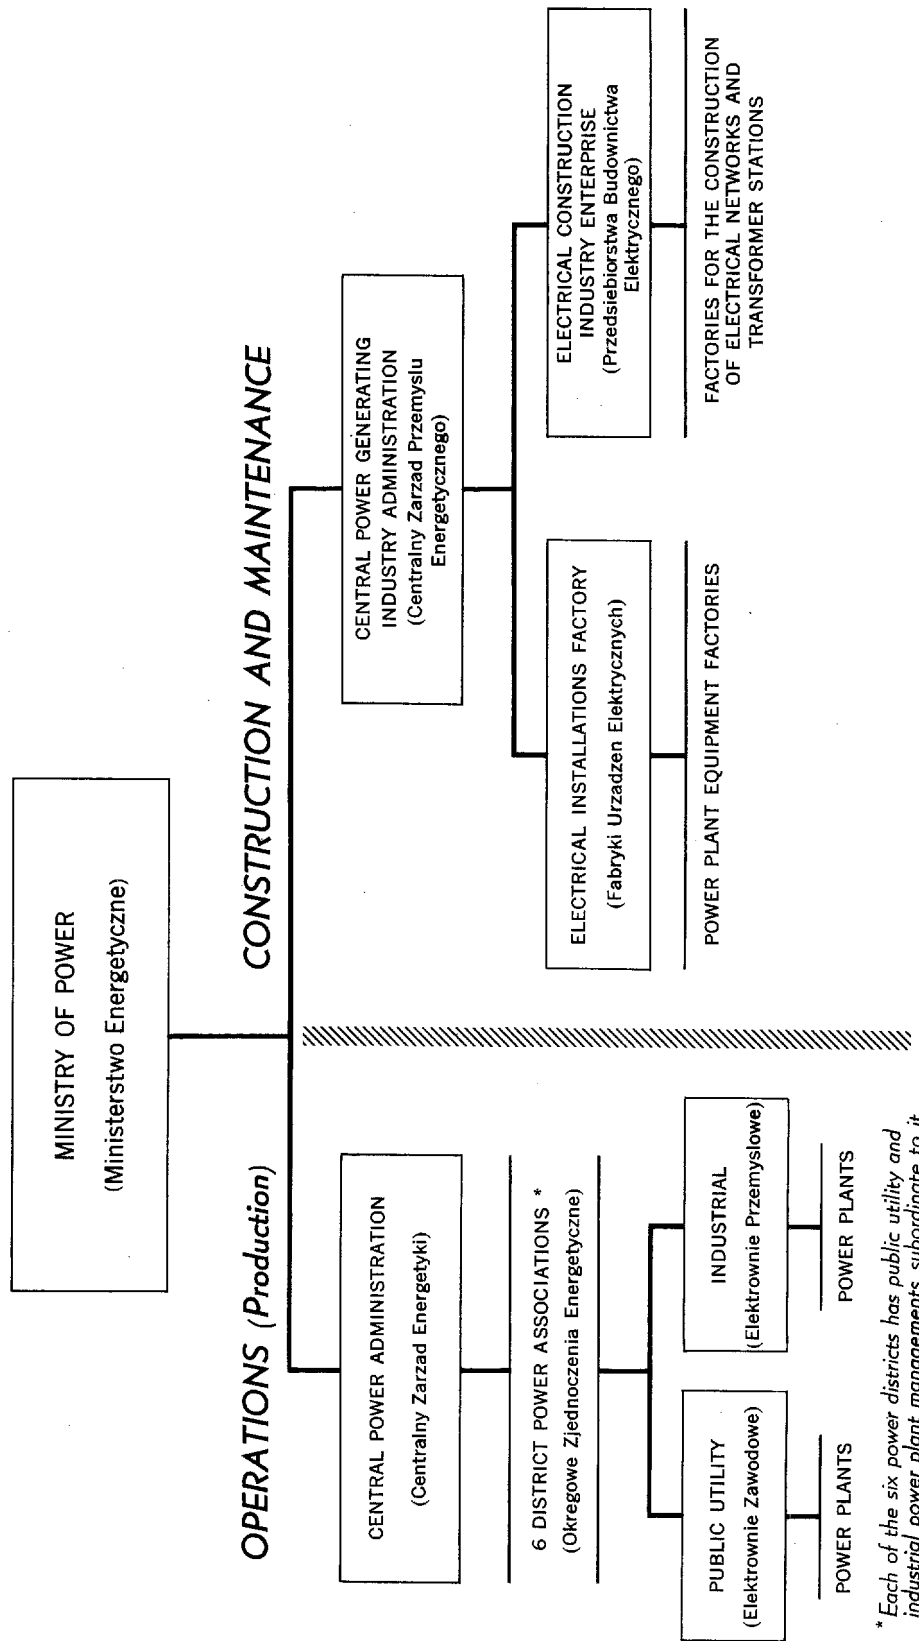 MINISTRY OF POWER
(Ministerstwo Energetyczne)
OPERATIONS (Production)
CONSTRUCTION AND MAINTENANCE
CENTRAL POWER ADMINISTRATION
(Centralny Zarzad Energetyki)
CENTRAL POWER GENERATING
INDUSTRY ADMINISTRATION
(Centralny Zarzad Przemyslu
Energetycznego)
6 DISTRICT POWER ASSOCIATIONS *
(Okregowe Zjednoczenia Energetyczne)
ELECTRICAL INSTALLATIONS FACTORY
(Fabryki Urzadzen Elektrycznych)
ELECTRICAL CONSTRUCTION
INDUSTRY ENTERPRISE
(Przedsiebiorstwa Budownictwa
Elektrycznego)
PUBLIC UTILITY
(Elektrownie Zawodowe)
INDUSTRIAL
(Elektrownie Przemyslowe)
POWER PLANT EQUIPMENT FACTORIES
FACTORIES FOR THE CONSTRUCTION
OF ELECTRICAL NETWORKS AND
TRANSFORMER STATIONS
POWER PLANTS
POWER PLANTS
* Each of the six power districts has public utility and
industrial power plant managements subordinate to it